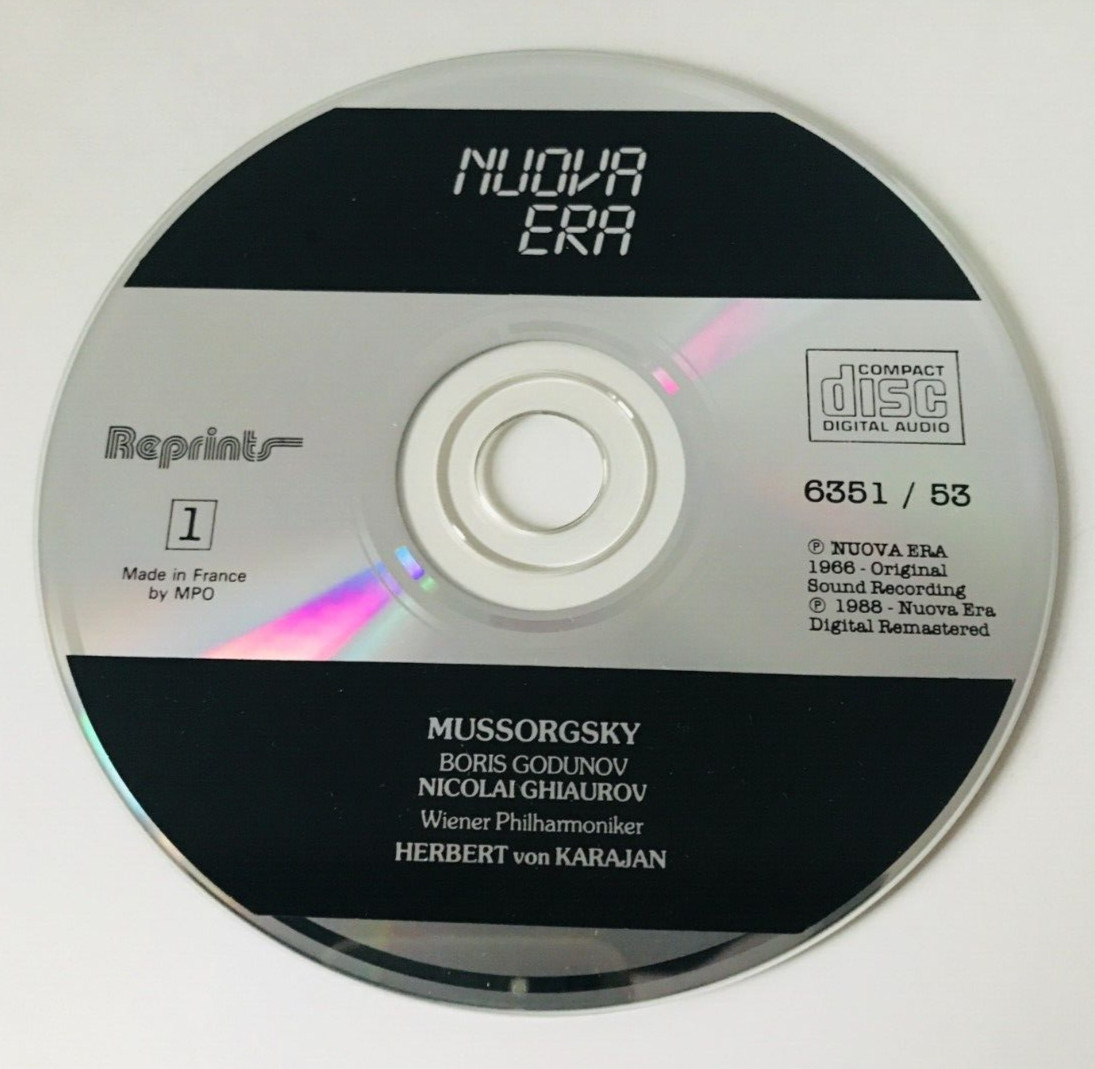 NUOVA
ERA
Reprints
1
Made in France
by MPO
COMPACT
disc
DIGITAL AUDIO
6351 / 53
℗ NUOVA ERA
1966 - Original
Sound Recording
℗ 1988 - Nuova Era
Digital Remastered
MUSSORGSKY
BORIS GODUNOV
NICOLAI GHIAUROV
Wiener Philharmoniker
HERBERT von KARAJAN